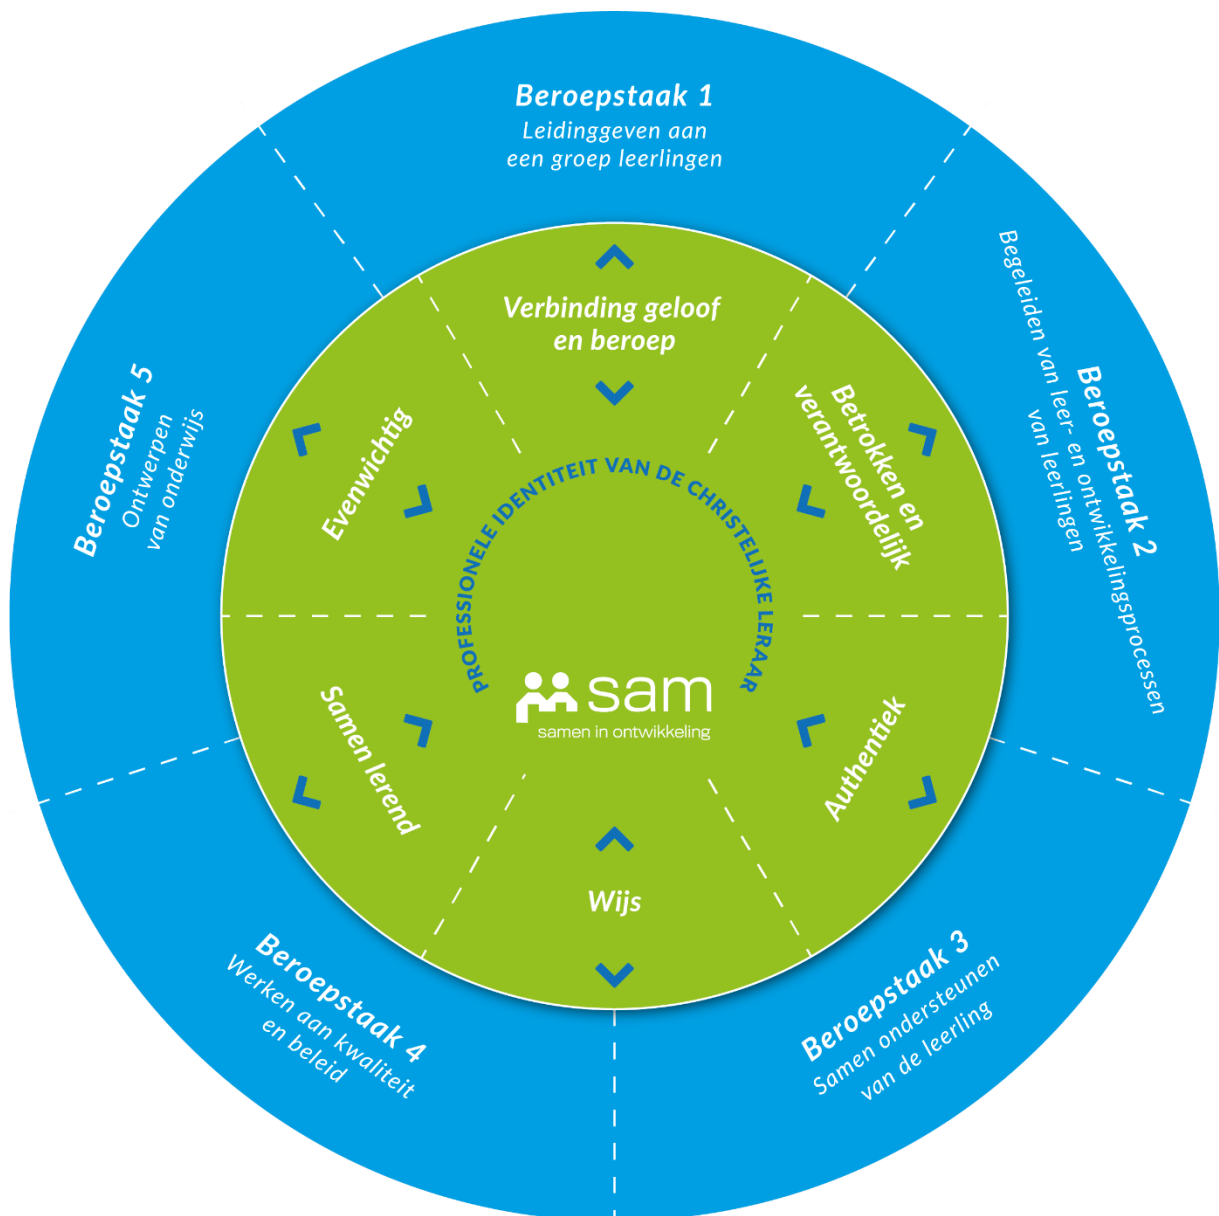 Beroepstaak 1
Leidinggeven aan
een groep leerlingen
Beroepstaak 2
Begeleiden van leer- en ontwikkelingsprocessen
van leerlingen
Beroepstaak 3
Samen ondersteunen
van de leerling
Beroepstaak 4
Werken aan kwaliteit
en beleid
Beroepstaak 5
Ontwerpen
van onderwijs
Verbinding geloof
en beroep
Betrokken en
verantwoordelijk
Authentiek
Wijs
Samen lerend
Evenwichtig
PROFESSIONELE IDENTITEIT VAN DE CHRISTELIJKE LERAAR
sam
samen in ontwikkeling